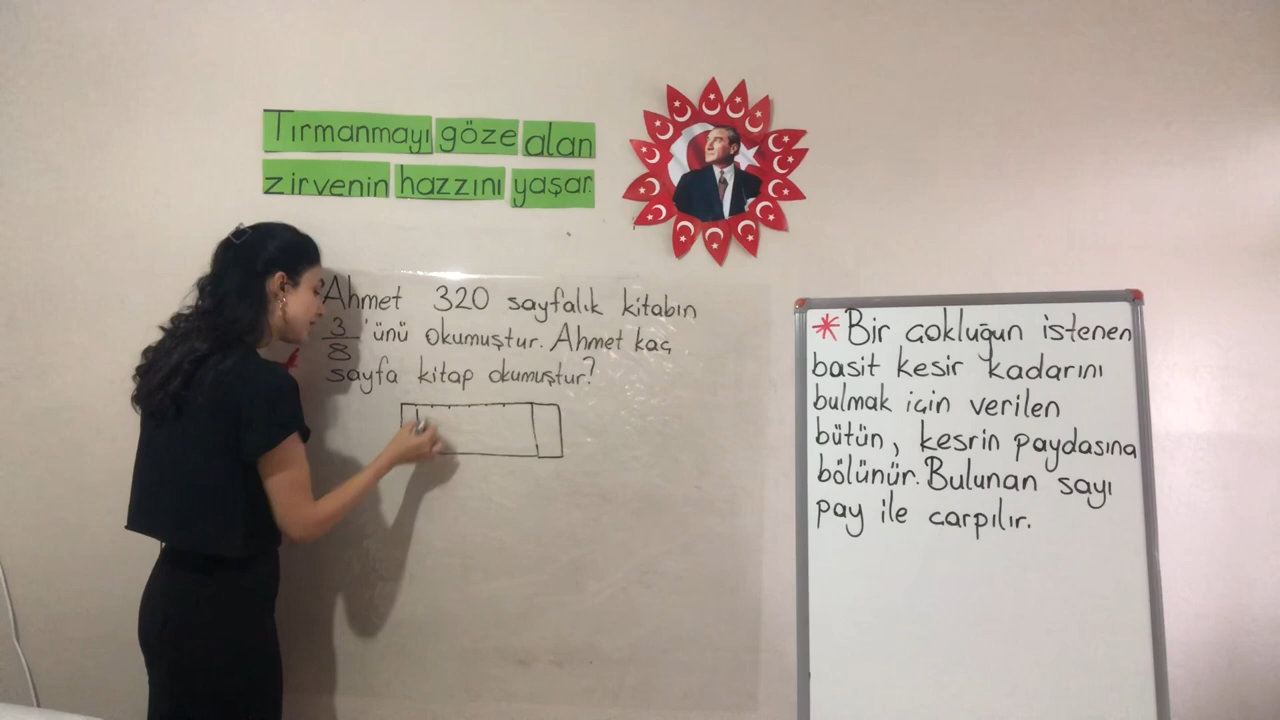 Tırmanmayı göze alan
zirvenin hazzını yaşar.
Ahmet 320 sayfalık kitabın
3/8'ünü okumuştur. Ahmet kaç
sayfa kitap okumuştur?
* Bir çokluğun istenen
basit kesir kadarını
bulmak için verilen
bütün, kesrin paydasına
bölünür. Bulunan sayı
pay ile çarpılır.